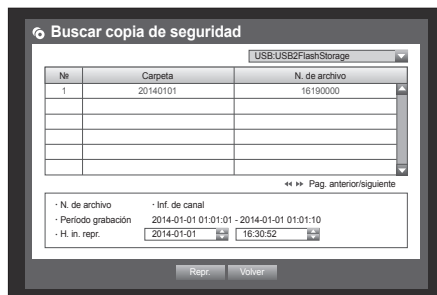 Buscar copia de seguridad
USB:USB2FlashStorage
№ Carpeta N. de archivo
1 20140101 16190000
Pag. anterior/siguiente
· N. de archivo · Inf. de canal
· Período grabación 2014-01-01 01:01:01 - 2014-01-01 01:01:10
· H. in. repr. 2014-01-01 16:30:52
Repr. Volver